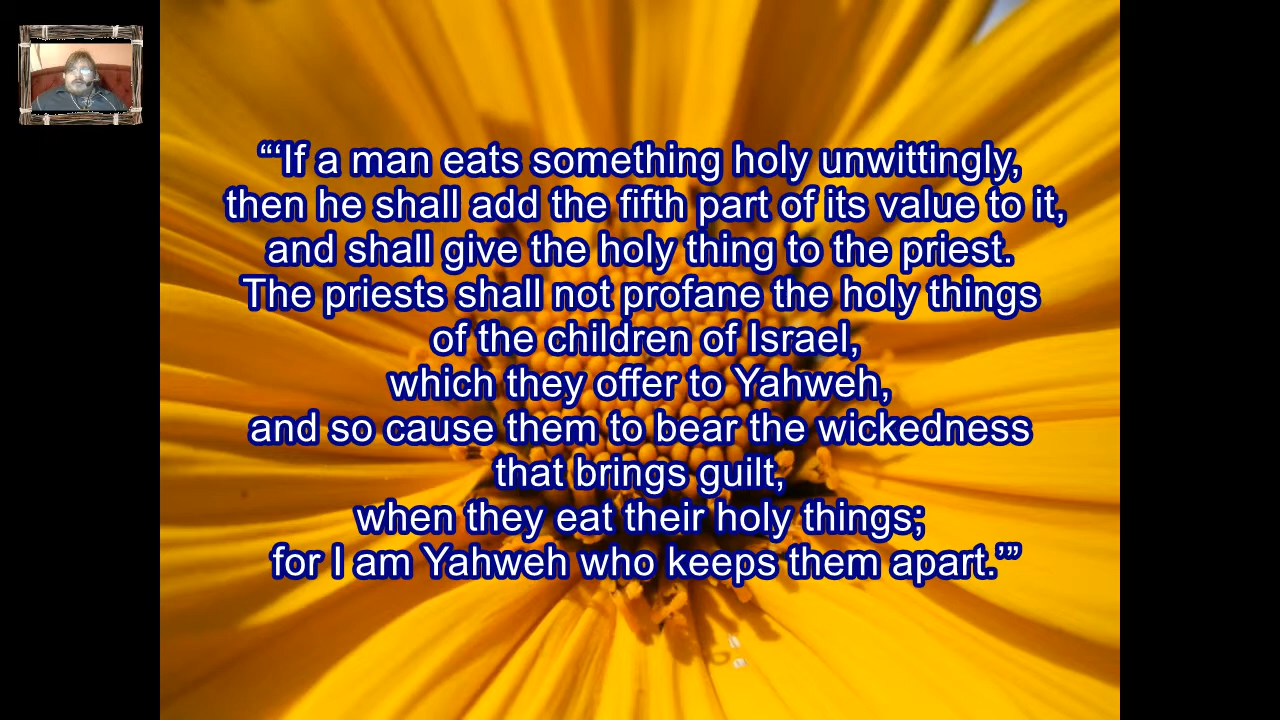 “‘If a man eats something holy unwittingly,
then he shall add the fifth part of its value to it,
and shall give the holy thing to the priest.
The priests shall not profane the holy things
of the children of Israel,
which they offer to Yahweh,
and so cause them to bear the wickedness
that brings guilt,
when they eat their holy things;
for I am Yahweh who keeps them apart.’”